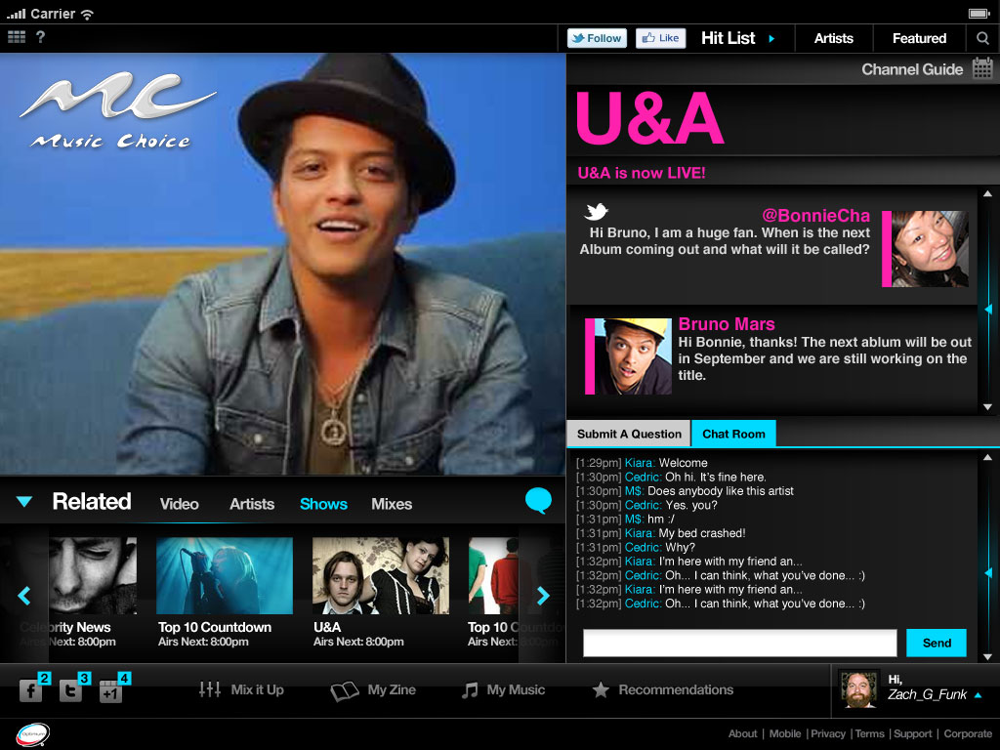 Carrier
?
Follow
Like
Hit List
Artists
Featured
Channel Guide
MC
Music Choice
U&A
U&A is now LIVE!
@BonnieCha
Hi Bruno, I am a huge fan. When is the next
Album coming out and what will it be called?
Bruno Mars
Hi Bonnie, thanks! The next ablum will be out
in September and we are still working on the
title.
Submit A Question
Chat Room
[1:29pm] Kiara: Welcome
[1:30pm] Cedric: Oh hi. It's fine here.
[1:30pm] M$: Does anybody like this artist
[1:30pm] Cedric: Yes. you?
[1:31pm] M$: hm :/
[1:31pm] Kiara: My bed crashed!
[1:31pm] Cedric: Why?
[1:32pm] Kiara: I'm here with my friend an...
[1:32pm] Cedric: Oh... I can think, what you've done... :)
[1:32pm] Kiara: I'm here with my friend an...
[1:32pm] Cedric: Oh... I can think, what you've done... :)
Send
Related
Video
Artists
Shows
Mixes
Celebrity News
Airs Next: 8:00pm
Top 10 Countdown
Airs Next: 8:00pm
U&A
Airs Next: 8:00pm
Top 10 Countdo
Airs Next: 8:00pm
f 2
t 3
+1 4
Mix it Up
My Zine
My Music
Recommendations
Hi,
Zach_G_Funk
optimum
About | Mobile | Privacy | Terms | Support | Corporate